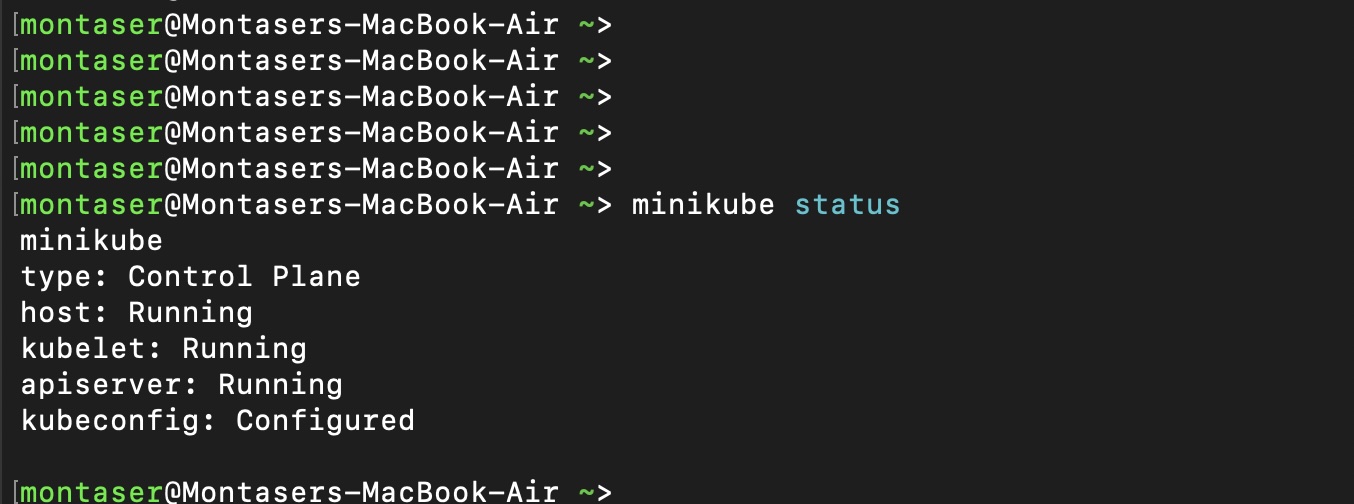 [montaser@Montasers-MacBook-Air ~>
[montaser@Montasers-MacBook-Air ~>
[montaser@Montasers-MacBook-Air ~>
[montaser@Montasers-MacBook-Air ~>
[montaser@Montasers-MacBook-Air ~>
[montaser@Montasers-MacBook-Air ~> minikube status
minikube
type: Control Plane
host: Running
kubelet: Running
apiserver: Running
kubeconfig: Configured
[montaser@Montasers-MacBook-Air ~>